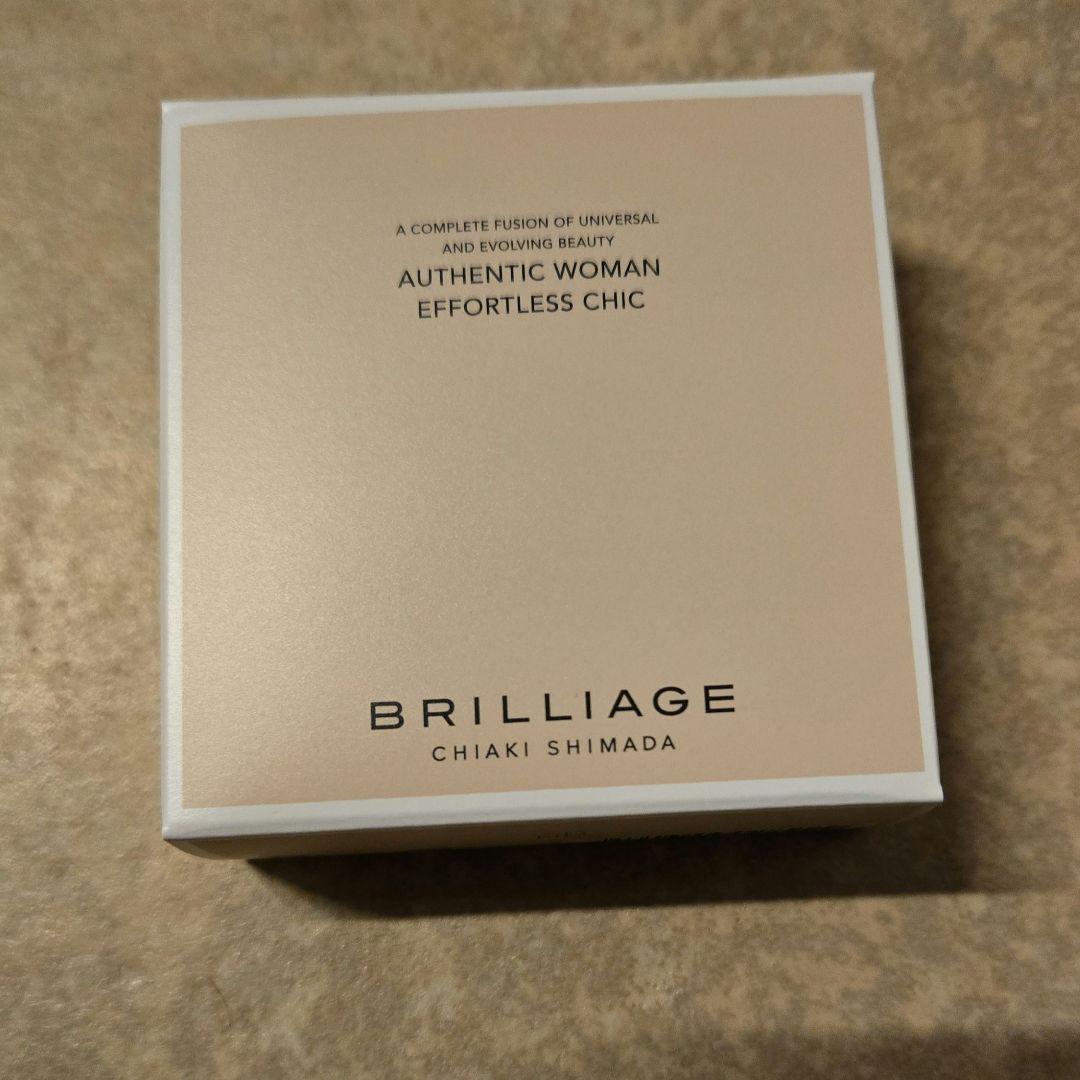 A COMPLETE FUSION OF UNIVERSAL
AND EVOLVING BEAUTY
AUTHENTIC WOMAN
EFFORTLESS CHIC
BRILLIAGE
CHIAKI SHIMADA